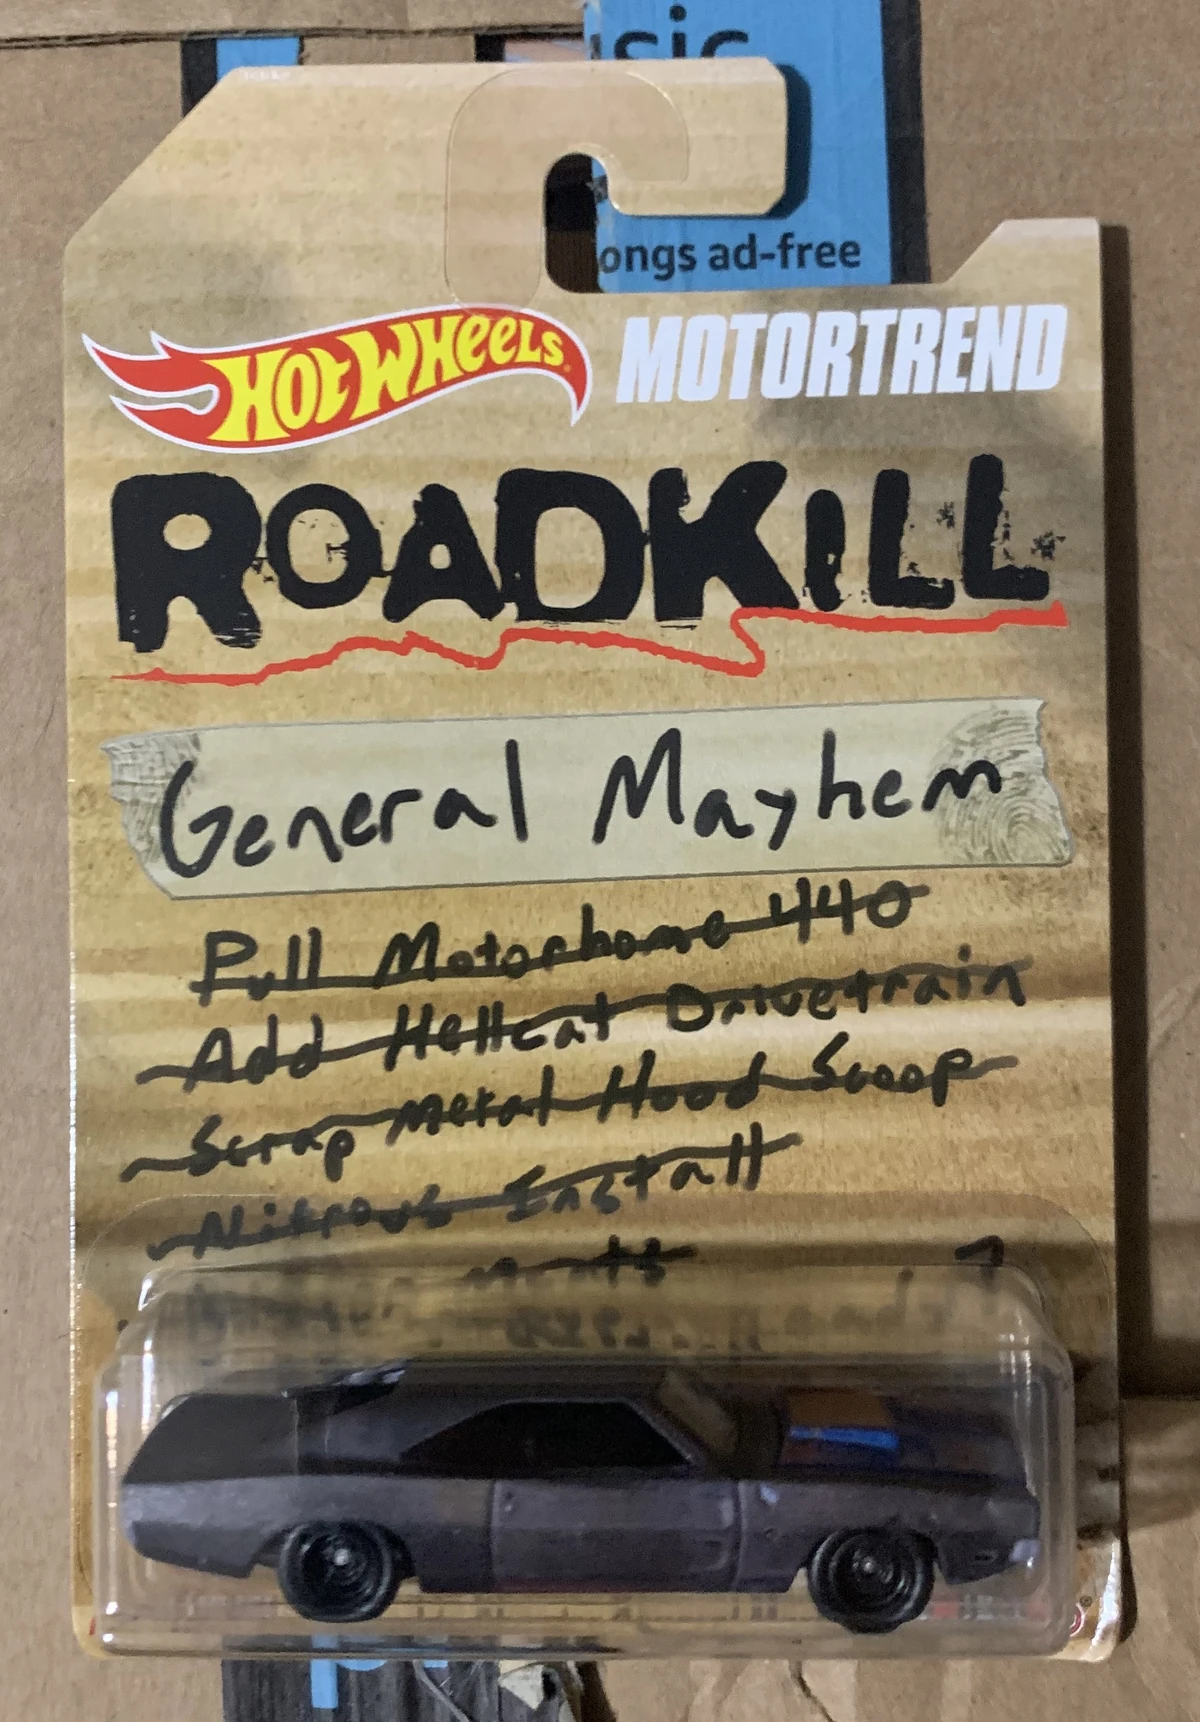 sic
ongs ad-free
HOT WHEELS
MOTORTREND
ROADKILL
General Mayhem
Pull Motorhome 440
Add Hellcat Drivetrain
Scrap Metal Hood Scoop
Nitrous Install